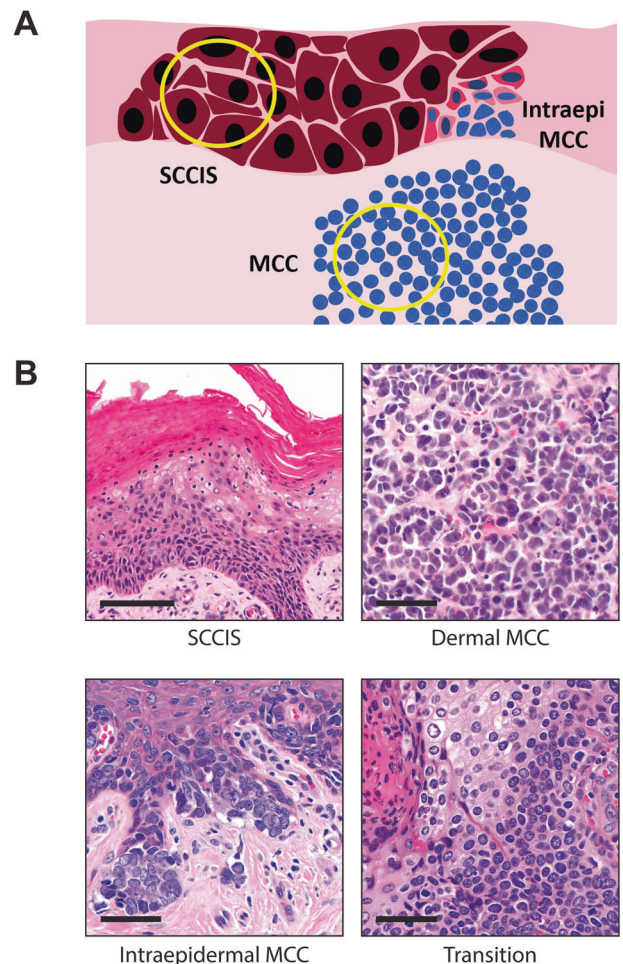 A
Intraepi
MCC
SCCIS
MCC
B
SCCIS
Dermal MCC
Intraepidermal MCC
Transition